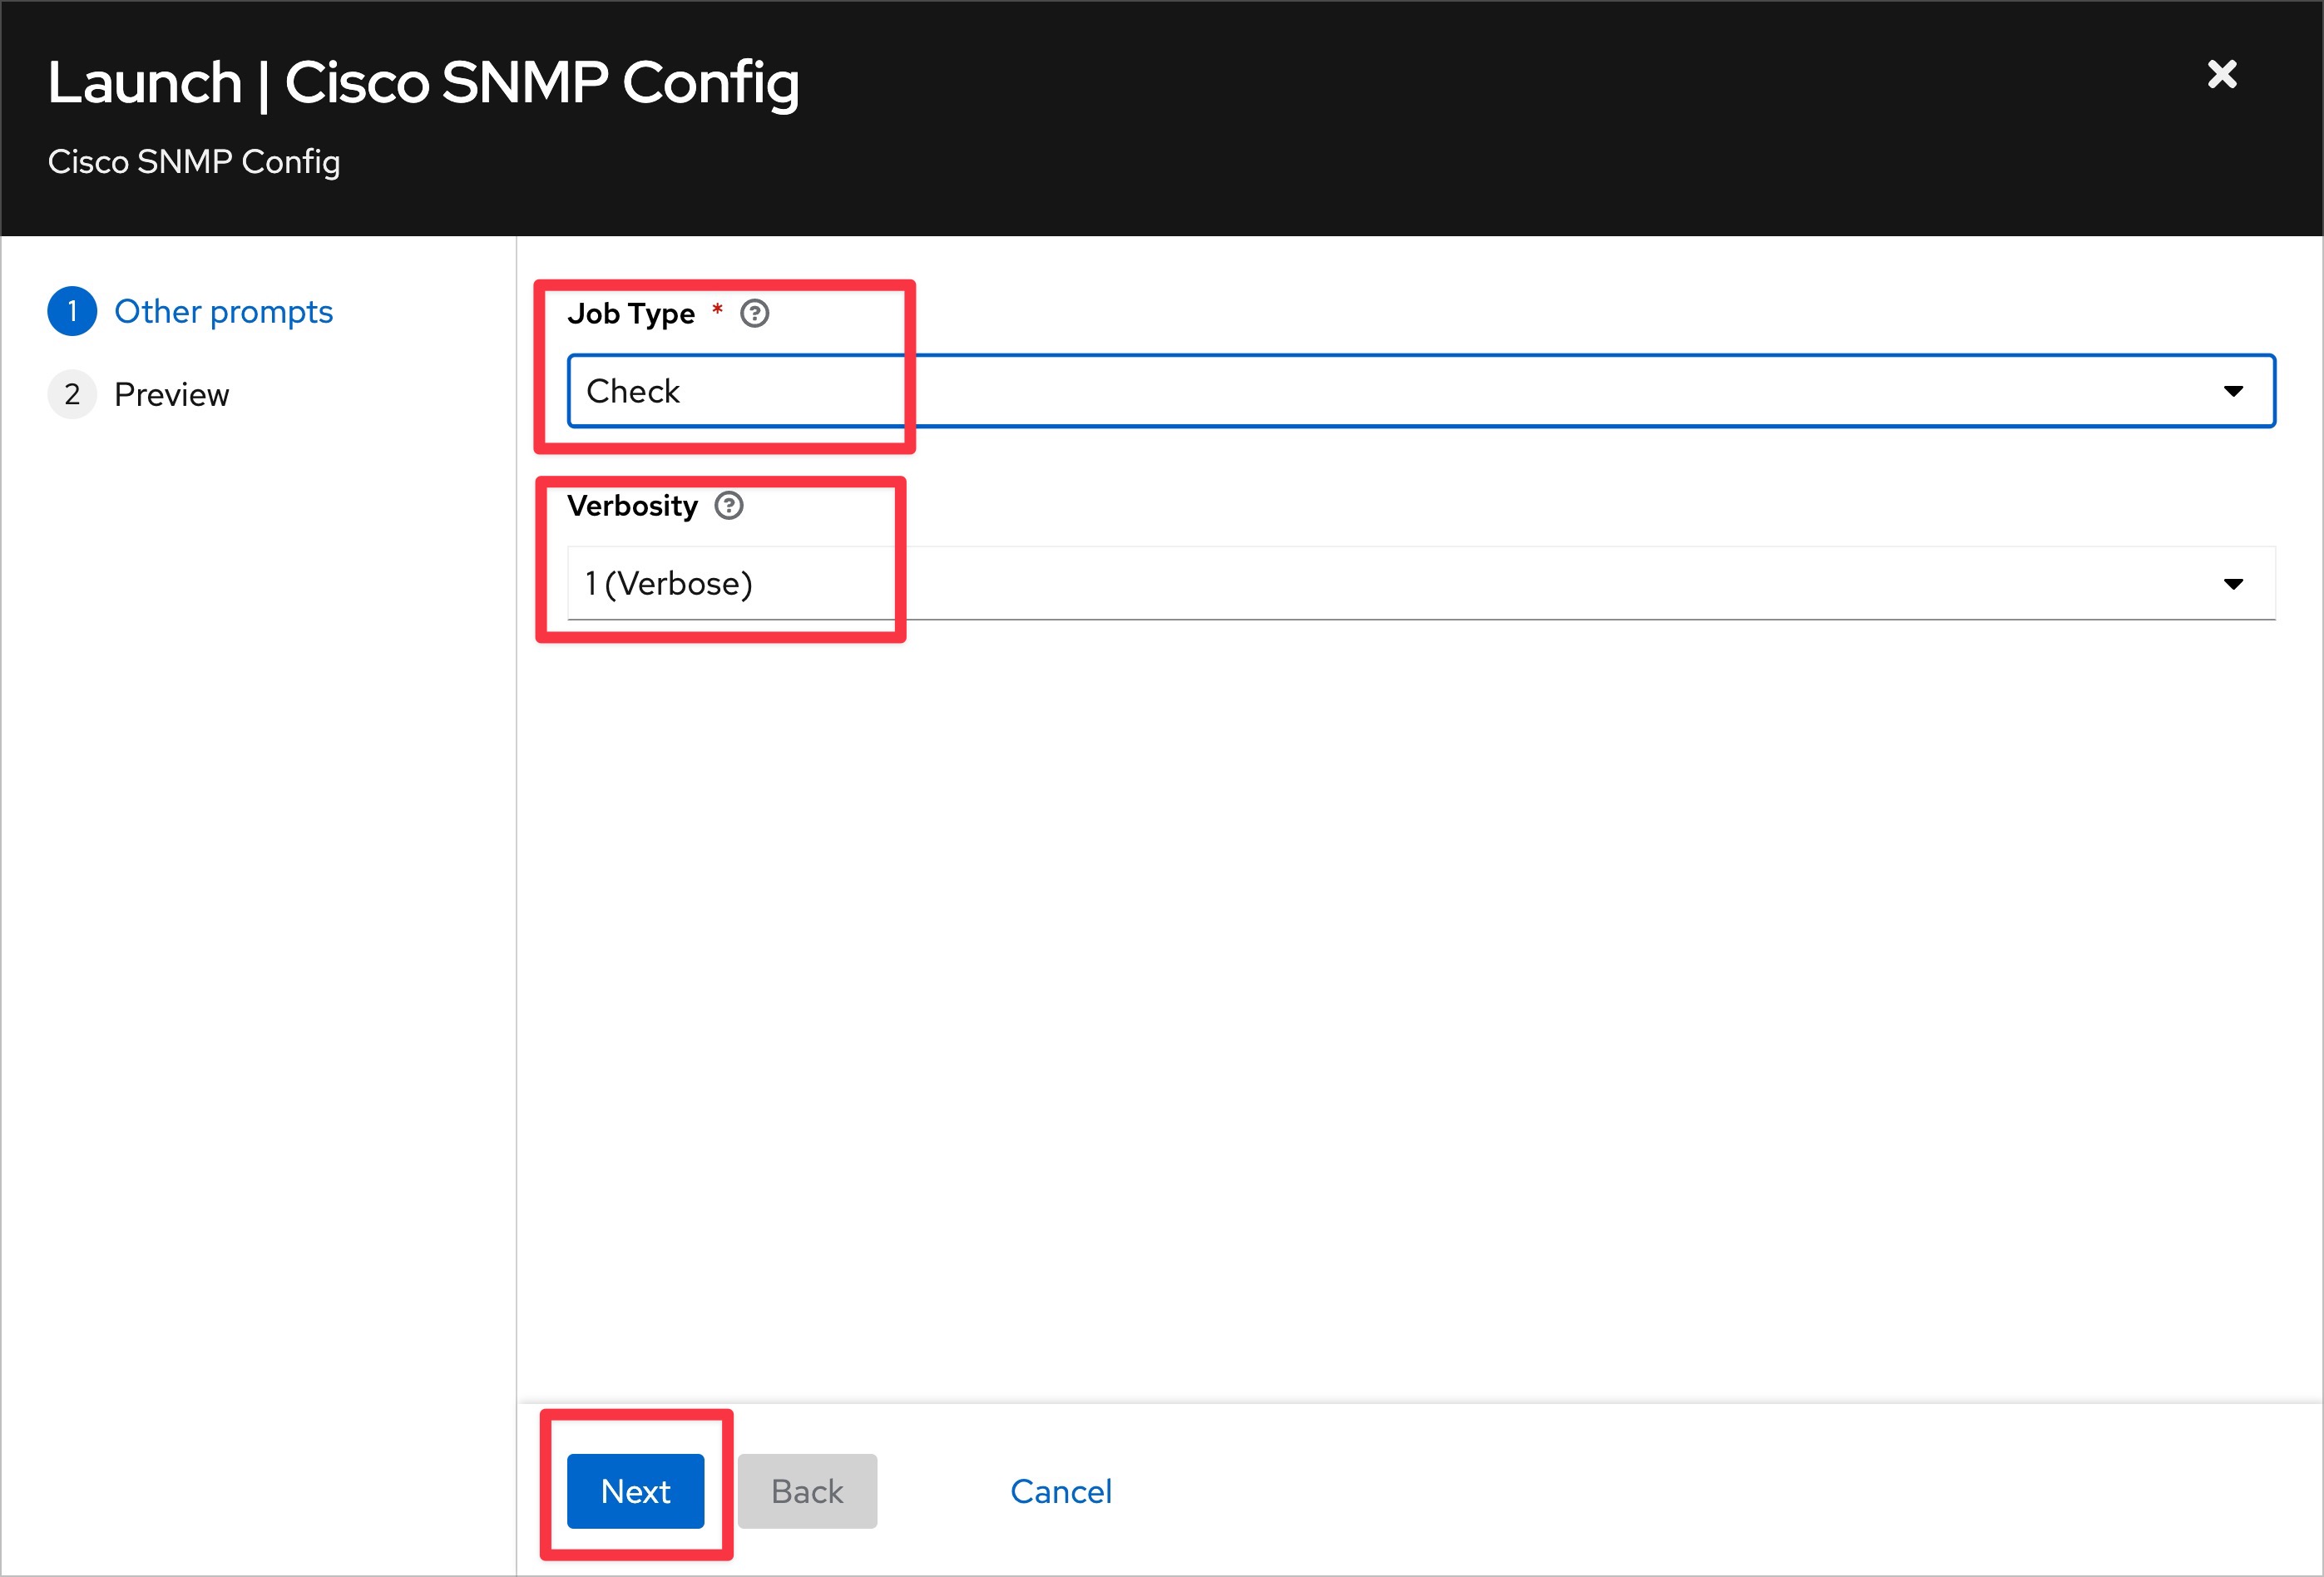 Launch | Cisco SNMP Config
Cisco SNMP Config
1 Other prompts
2 Preview
Job Type *
Check
Verbosity
1 (Verbose)
Next Back Cancel